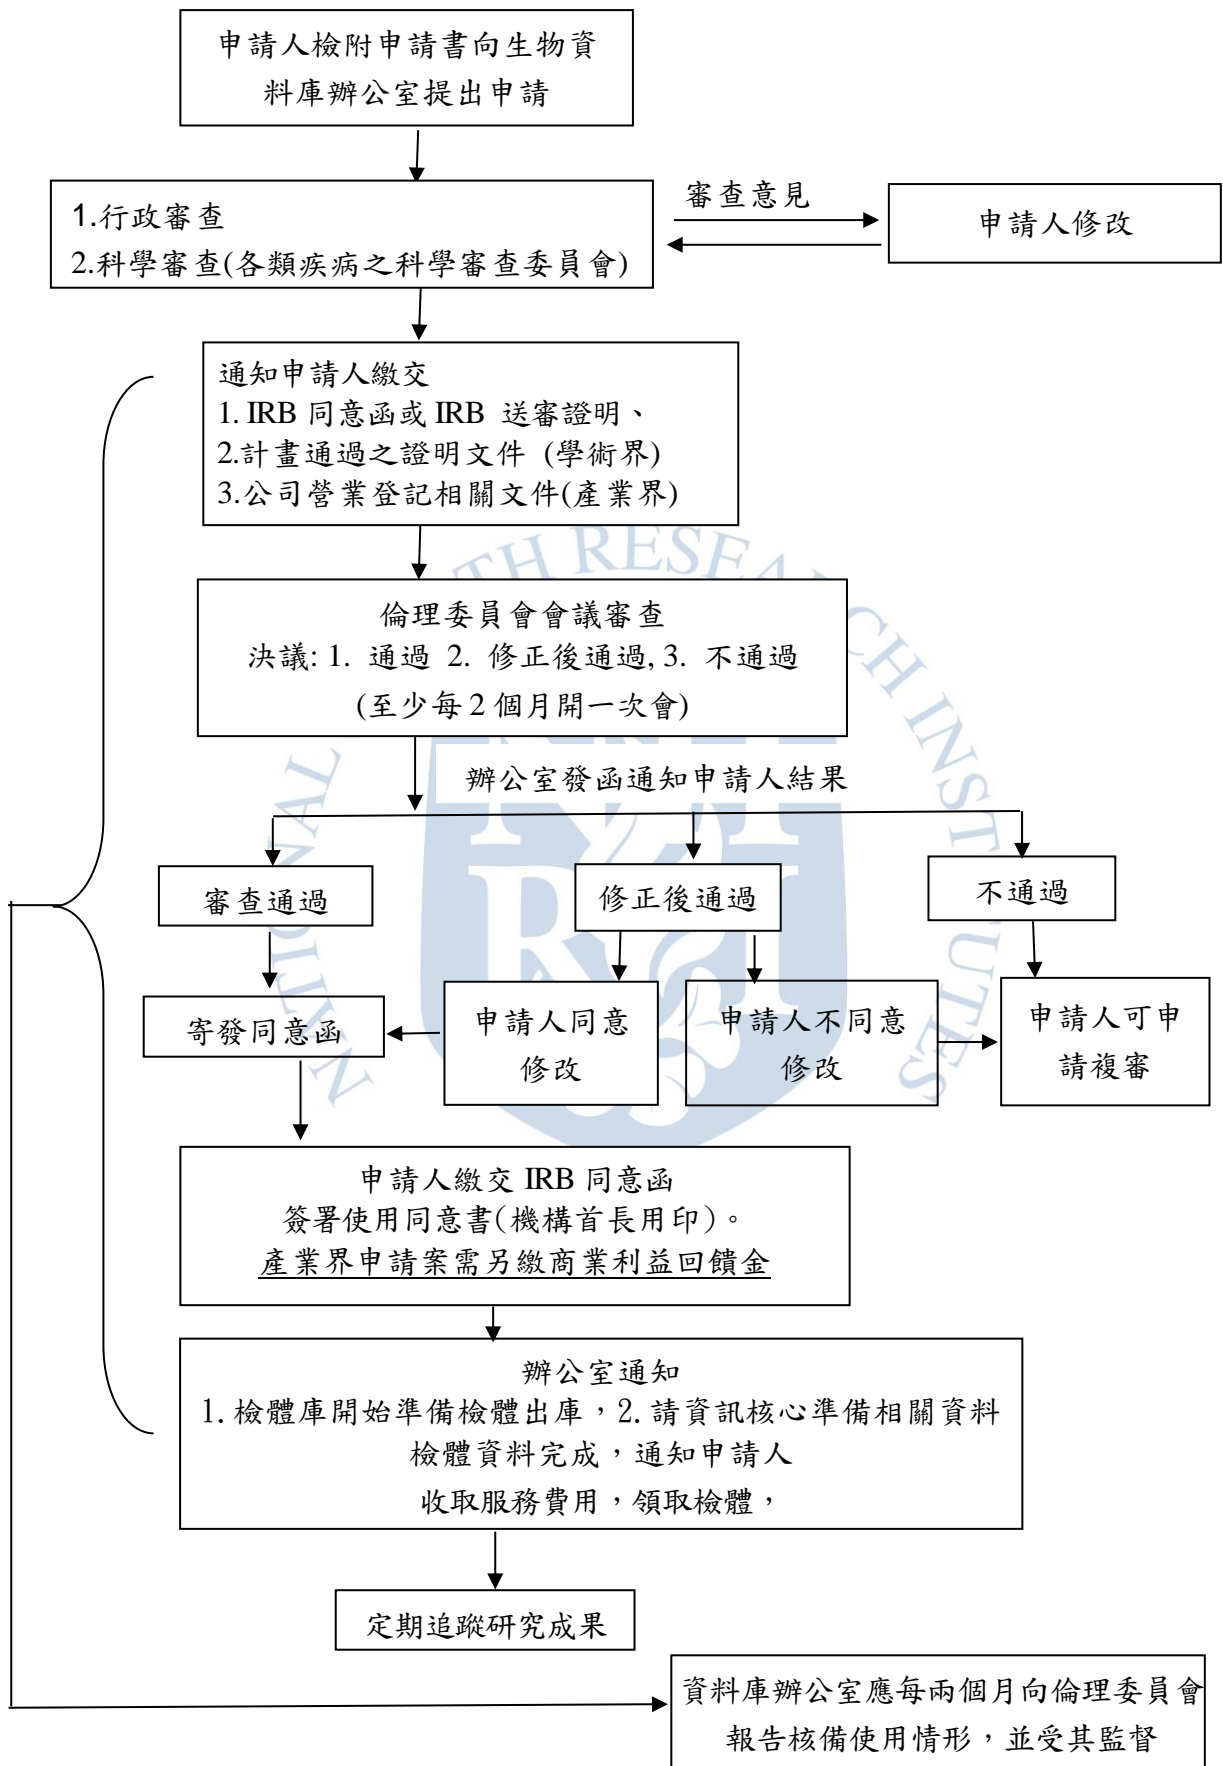 申請人檢附申請書向生物資
料庫辦公室提出申請
1.行政審查
2.科學審查(各類疾病之科學審查委員會)
審查意見
申請人修改
通知申請人繳交
1. IRB 同意函或 IRB 送審證明、
2.計畫通過之證明文件 (學術界)
3.公司營業登記相關文件(產業界)
倫理委員會會議審查
決議: 1. 通過 2. 修正後通過, 3. 不通過
(至少每 2 個月開一次會)
辦公室發函通知申請人結果
審查通過
修正後通過
不通過
寄發同意函
申請人同意
修改
申請人不同意
修改
申請人可申
請複審
申請人繳交 IRB 同意函
簽署使用同意書(機構首長用印)。
產業界申請案需另繳商業利益回饋金
辦公室通知
1. 檢體庫開始準備檢體出庫，2. 請資訊核心準備相關資料
檢體資料完成，通知申請人
收取服務費用，領取檢體，
定期追蹤研究成果
資料庫辦公室應每兩個月向倫理委員會
報告核備使用情形，並受其監督